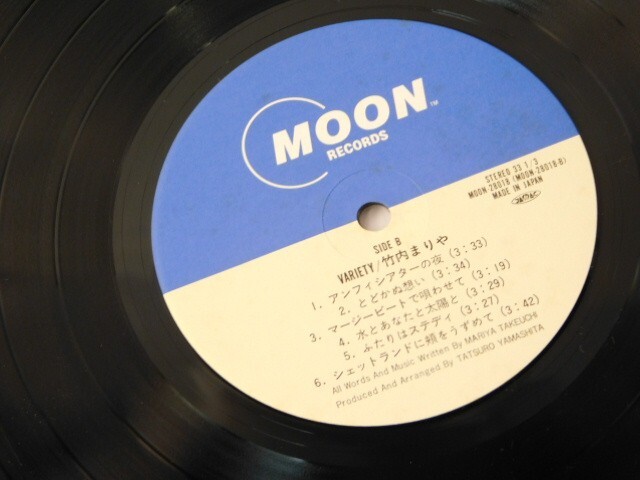 MOON™
RECORDS
STEREO 33 1/3
MOON-28018 (MOON-28018-B)
MADE IN JAPAN
SIDE B
VARIETY/竹内まりや
1. アンフィシアターの夜 (3:33)
2. とどかぬ想い (3:34)
3. マージービートで唄わせて (3:19)
4. 水とあなたと太陽と (3:29)
5. ふたりはステディ (3:27)
6. シェットランドに頬をうずめて (3:42)
All Words And Music Written By MARIYA TAKEUCHI
Produced And Arranged By TATSURO YAMASHITA